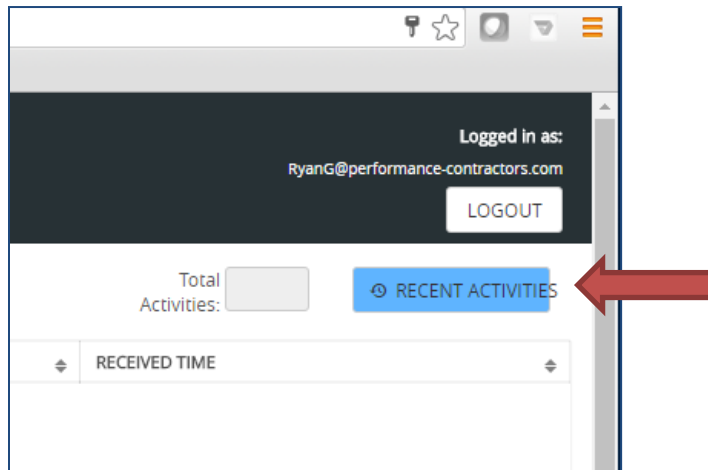 Logged in as:
RyanG@performance-contractors.com
LOGOUT
Total
Activities:
RECENT ACTIVITIES
RECEIVED TIME